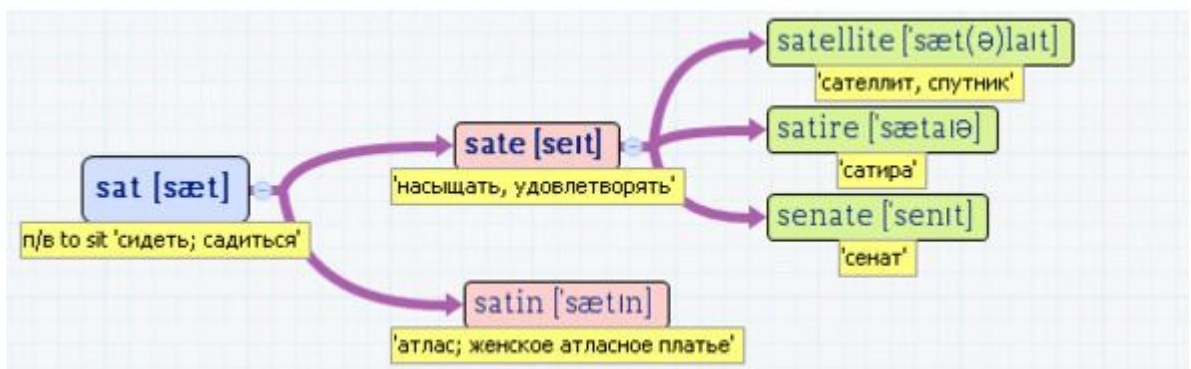 sat [sæt]
п/в to sit 'сидеть; садиться'
sate [seɪt]
'насыщать, удовлетворять'
satellite ['sæt(ə)laɪt]
'сателлит, спутник'
satire ['sætaɪə]
'сатира'
senate ['senɪt]
'сенат'
satin ['sætɪn]
'атлас; женское атласное платье'